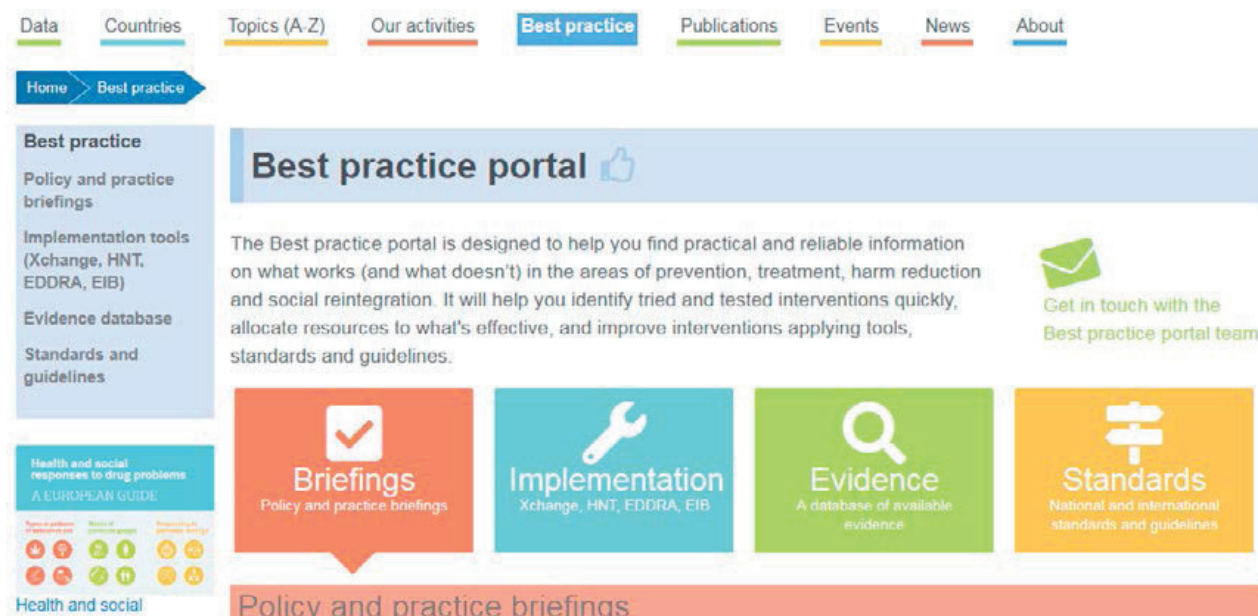 Data Countries Topics (A-Z) Our activities Best practice Publications Events News About
Home Best practice
Best practice
Policy and practice
briefings
Implementation tools
(Xchange, HNT,
EDDRA, EIB)
Evidence database
Standards and
guidelines
Health and social
responses to drug problems
A EUROPEAN GUIDE
Health and social
Best practice portal
The Best practice portal is designed to help you find practical and reliable information
on what works (and what doesn't) in the areas of prevention, treatment, harm reduction
and social reintegration. It will help you identify tried and tested interventions quickly,
allocate resources to what's effective, and improve interventions applying tools,
standards and guidelines.
Get in touch with the
Best practice portal team
Briefings
Policy and practice briefings
Implementation
Xchange, HNT, EDDRA, EIB
Evidence
A database of available
evidence
Standards
National and international
standards and guidelines
Policy and practice briefings